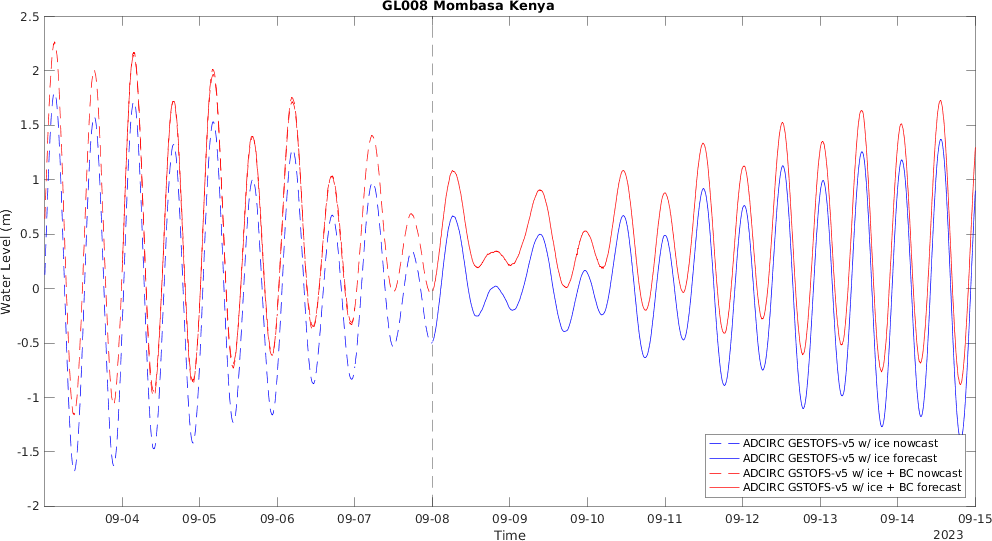 GL008 Mombasa Kenya
2.5
2
1.5
1
0.5
0
-0.5
-1
-1.5
-2
Water Level (m)
ADCIRC GESTOFS-v5 w/ ice nowcast
ADCIRC GESTOFS-v5 w/ ice forecast
ADCIRC GSTOFS-v5 w/ ice + BC nowcast
ADCIRC GSTOFS-v5 w/ ice + BC forecast
09-04 09-05 09-06 09-07 09-08 09-09 09-10 09-11 09-12 09-13 09-14 09-15
Time
2023